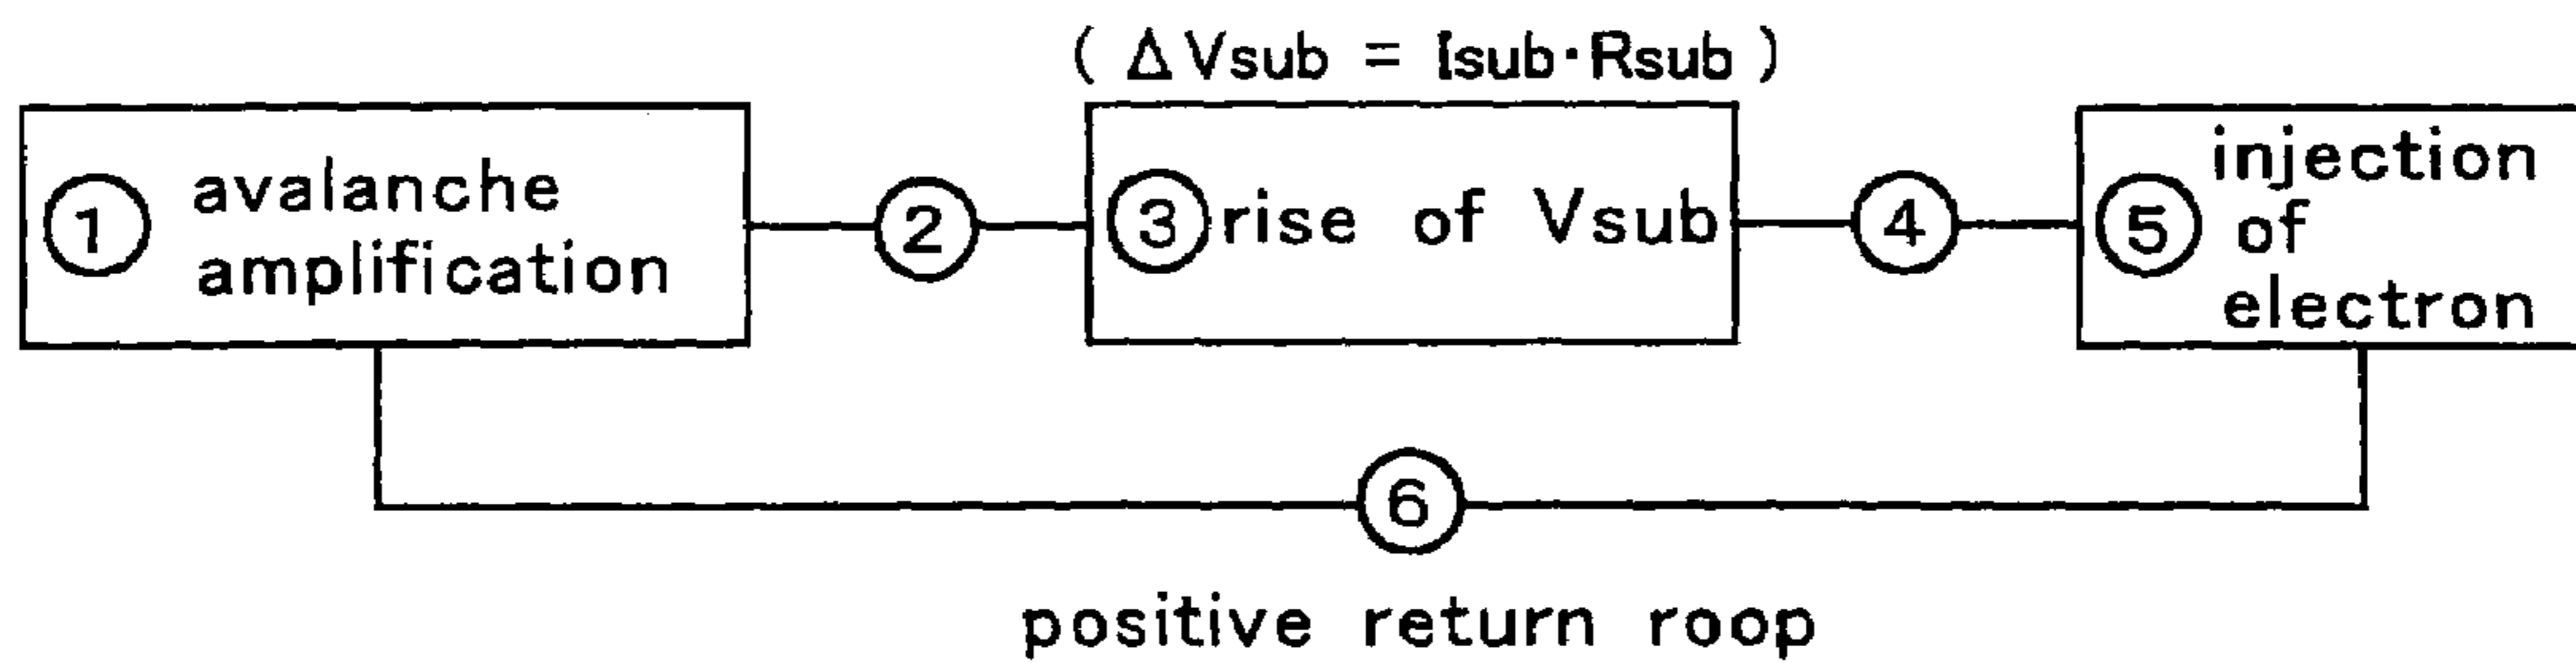 ( ΔVsub = Isub·Rsub )
① avalanche
amplification
②
③ rise of Vsub
④
⑤ injection
of
electron
⑥
positive return roop